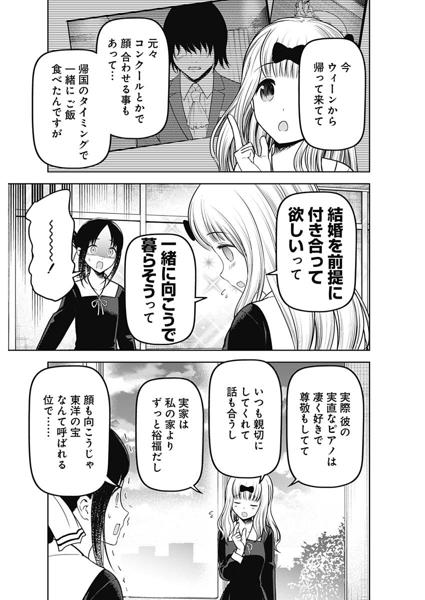 今
ウィーンから
帰って来てて
元々
コンクールとかで
顔合わせる事も
あって…
帰国のタイミングで
一緒にご飯
食べたんですが
結婚を前提に
付き合って
欲しいって
一緒に向こうで
暮らそうって
〜〜〜〜!!
実際彼の
実直なピアノは
凄く好きで
尊敬もしてて
いつも親切に
してくれて
話も合うし
実家は
私の家より
ずっと裕福だし
顔も向こうじゃ
東洋の宝
なんて呼ばれる
位で……